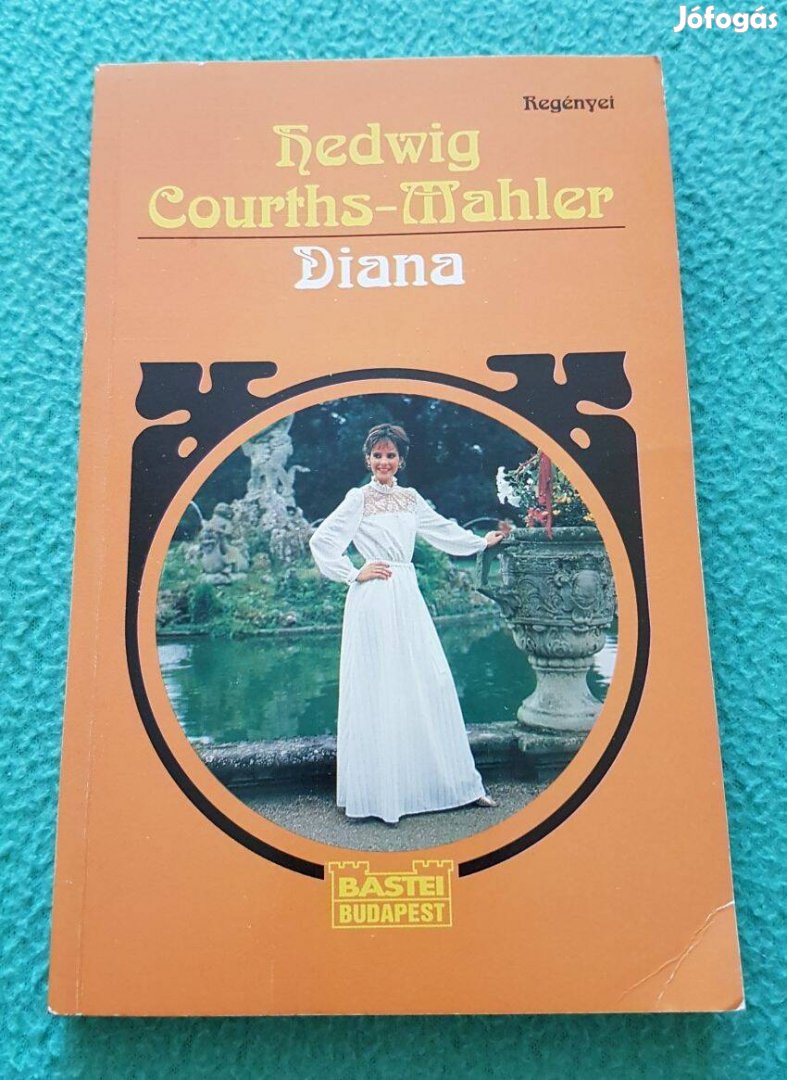 Jófogás
Regényei
Hedwig
Courths-Mahler
Diana
BASTEI
BUDAPEST